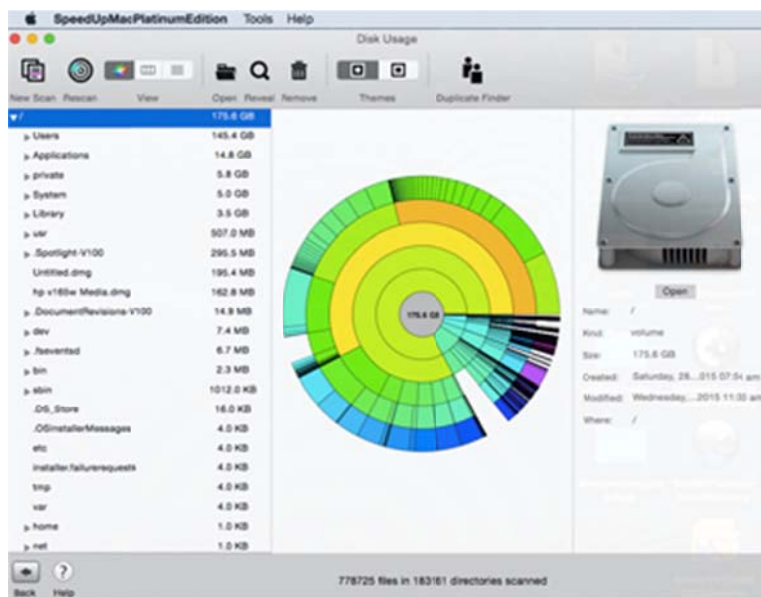 SpeedUpMacPlatinumEdition Tools Help
Disk Usage
New Scan Rescan View Open Reveal Remove Themes Duplicate Finder
/ 175.6 GB
Users 145.4 GB
Applications 14.8 GB
private 5.8 GB
System 5.0 GB
Library 3.5 GB
usr 507.0 MB
.Spotlight-V100 295.5 MB
Untitled.dmg 195.4 MB
hp v165w Media.dmg 162.8 MB
.DocumentRevisions-V100 14.9 MB
dev 7.4 MB
.fseventsd 6.7 MB
bin 2.3 MB
sbin 1012.0 KB
.DS_Store 16.0 KB
.OSInstallerMessages 4.0 KB
etc 4.0 KB
installer.failurerequests 4.0 KB
tmp 4.0 KB
var 4.0 KB
home 1.0 KB
net 1.0 KB
175.6 GB
Open
Name: /
Kind: volume
Size: 175.6 GB
Created: Saturday, 28...015 07:54 am
Modified: Wednesday,...2015 11:33 am
Where: /
Back Help
778725 files in 183161 directories scanned